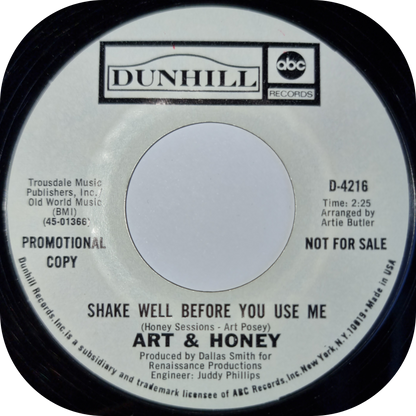 DUNHILL
abc
RECORDS
Trousdale Music
Publishers, Inc./
Old World Music
(BMI)
(45-01366)
PROMOTIONAL
COPY
D-4216
Time: 2:25
Arranged by
Artie Butler
NOT FOR SALE
SHAKE WELL BEFORE YOU USE ME
(Honey Sessions - Art Posey)
ART & HONEY
Produced by Dallas Smith for
Renaissance Productions
Engineer: Juddy Phillips
Dunhill Records, Inc. is a subsidiary and trademark licensee of ABC Records, Inc. New York, N.Y. 10019 • Made in USA